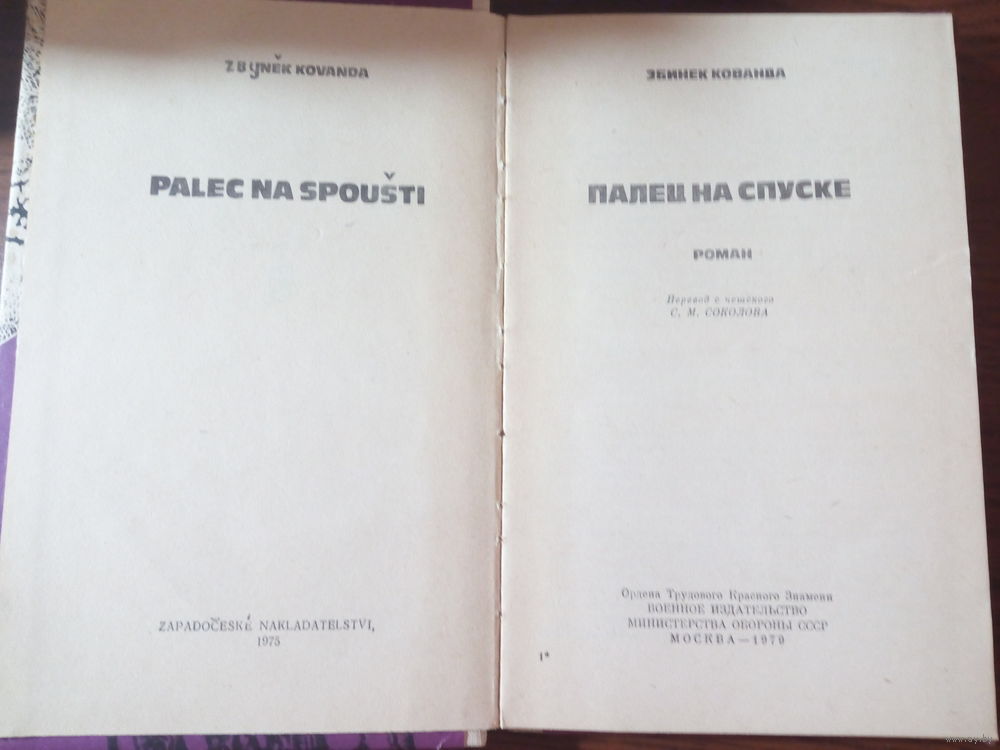 ZBYNĚK KOVANDA
PALEC NA SPOUŠTI
ZAPADOČESKÉ NAKLADATELSTVI,
1975
ЗБИНЕК КОВАНДА
ПАЛЕЦ НА СПУСКЕ
РОМАН
Перевод с чешского
С. М. СОКОЛОВА
Ордена Трудового Красного Знамени
ВОЕННОЕ ИЗДАТЕЛЬСТВО
МИНИСТЕРСТВА ОБОРОНЫ СССР
МОСКВА — 1979
1*